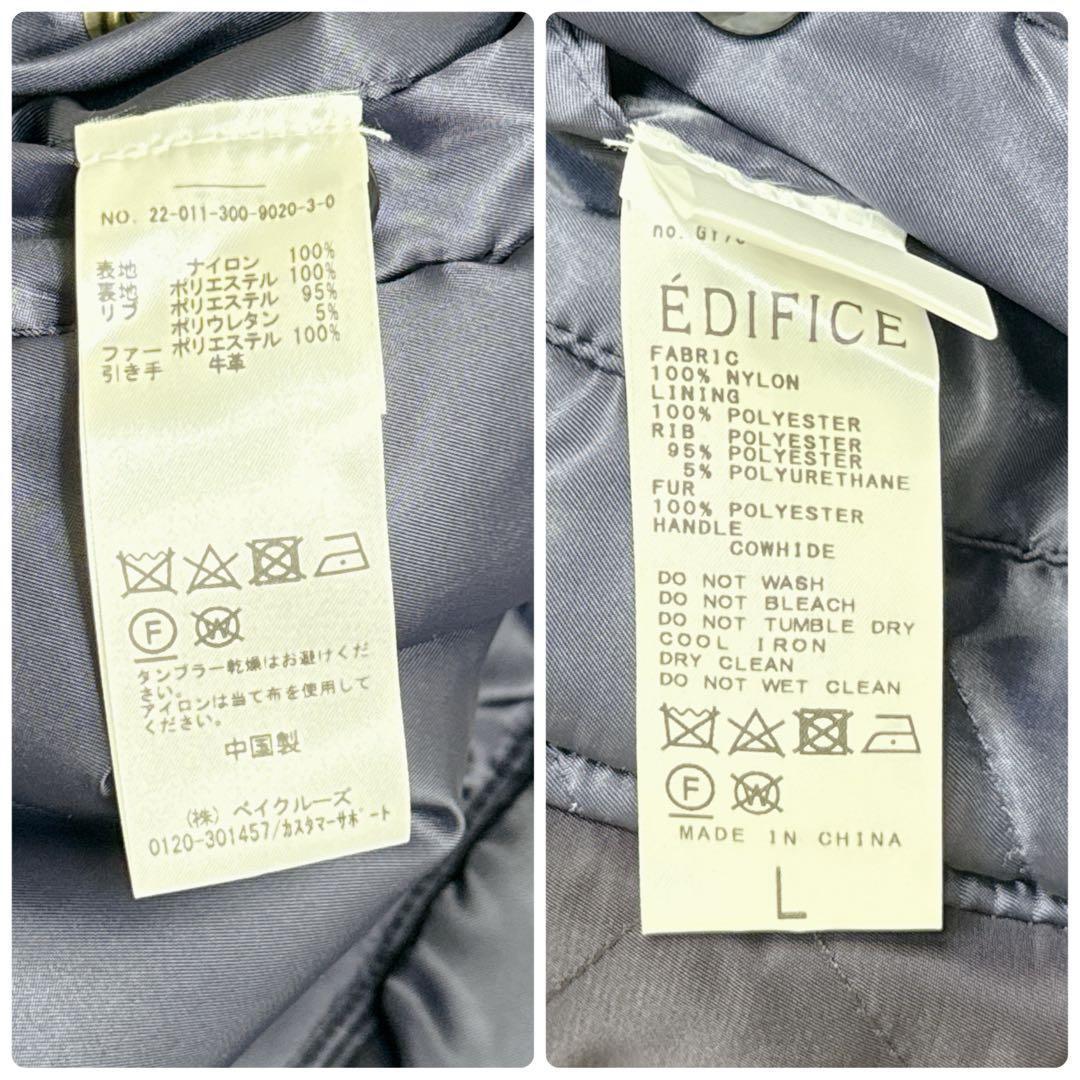 NO. 22-011-300-9020-3-0
表地 ナイロン 100%
裏地 ポリエステル 100%
リブ ポリエステル 95%
ポリウレタン 5%
ファー ポリエステル 100%
引き手 牛革
F W
タンブラー乾燥はお避けくだ
さい。
アイロンは当て布を使用して
ください。
中国製
(株) ベイクルーズ
0120-301457/カスタマーサポート
no.
ÉDIFICE
FABRIC
100% NYLON
LINING
100% POLYESTER
RIB POLYESTER
95% POLYESTER
5% POLYURETHANE
FUR
100% POLYESTER
HANDLE
COWHIDE
DO NOT WASH
DO NOT BLEACH
DO NOT TUMBLE DRY
COOL IRON
DRY CLEAN
DO NOT WET CLEAN
F W
MADE IN CHINA
L